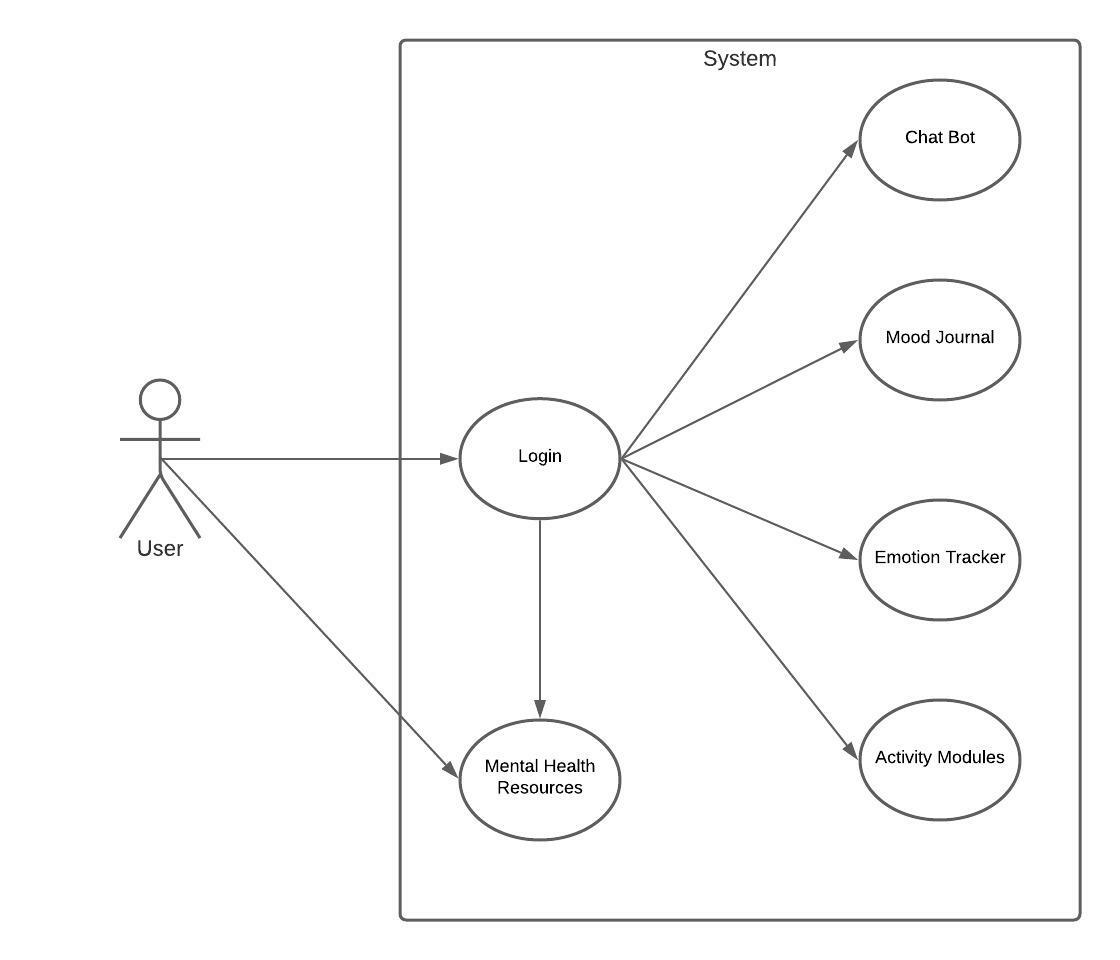 System
Chat Bot
Mood Journal
Login
User
Emotion Tracker
Mental Health
Resources
Activity Modules